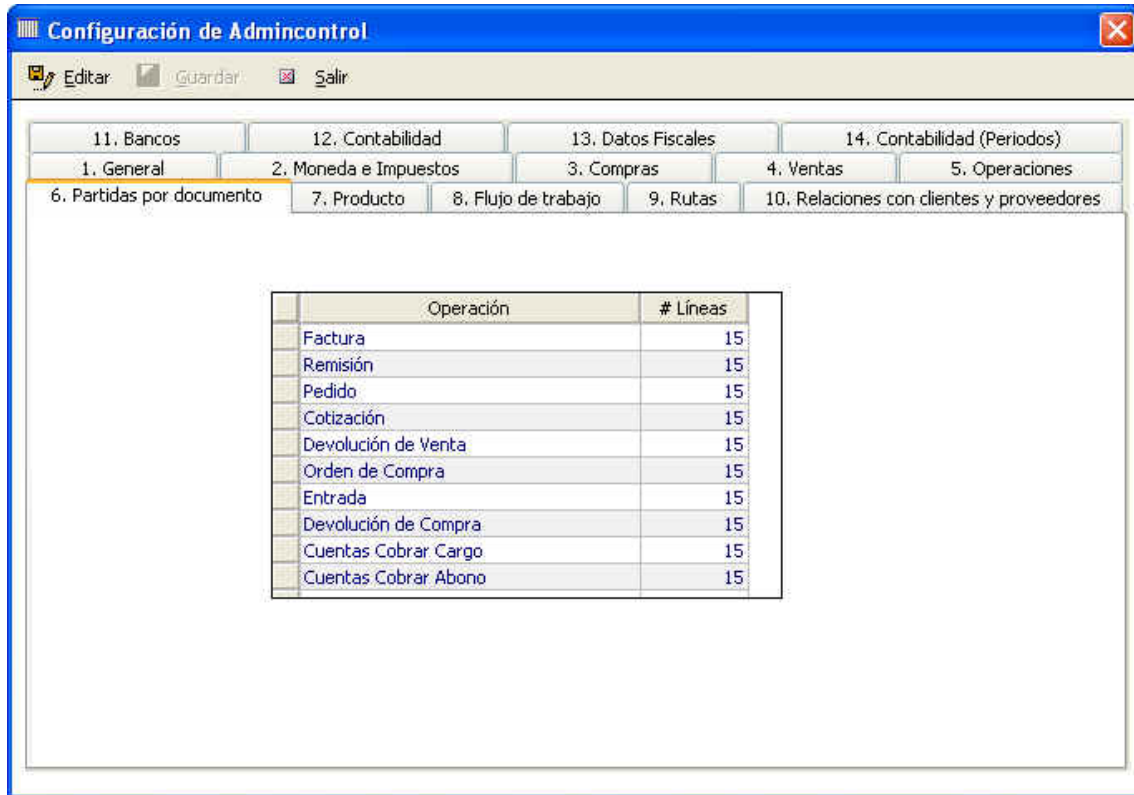 Configuración de Admincontrol
Editar Guardar Salir
11. Bancos 12. Contabilidad 13. Datos Fiscales 14. Contabilidad (Periodos)
1. General 2. Moneda e Impuestos 3. Compras 4. Ventas 5. Operaciones
6. Partidas por documento 7. Producto 8. Flujo de trabajo 9. Rutas 10. Relaciones con clientes y proveedores
Operación # Líneas
Factura 15
Remisión 15
Pedido 15
Cotización 15
Devolución de Venta 15
Orden de Compra 15
Entrada 15
Devolución de Compra 15
Cuentas Cobrar Cargo 15
Cuentas Cobrar Abono 15